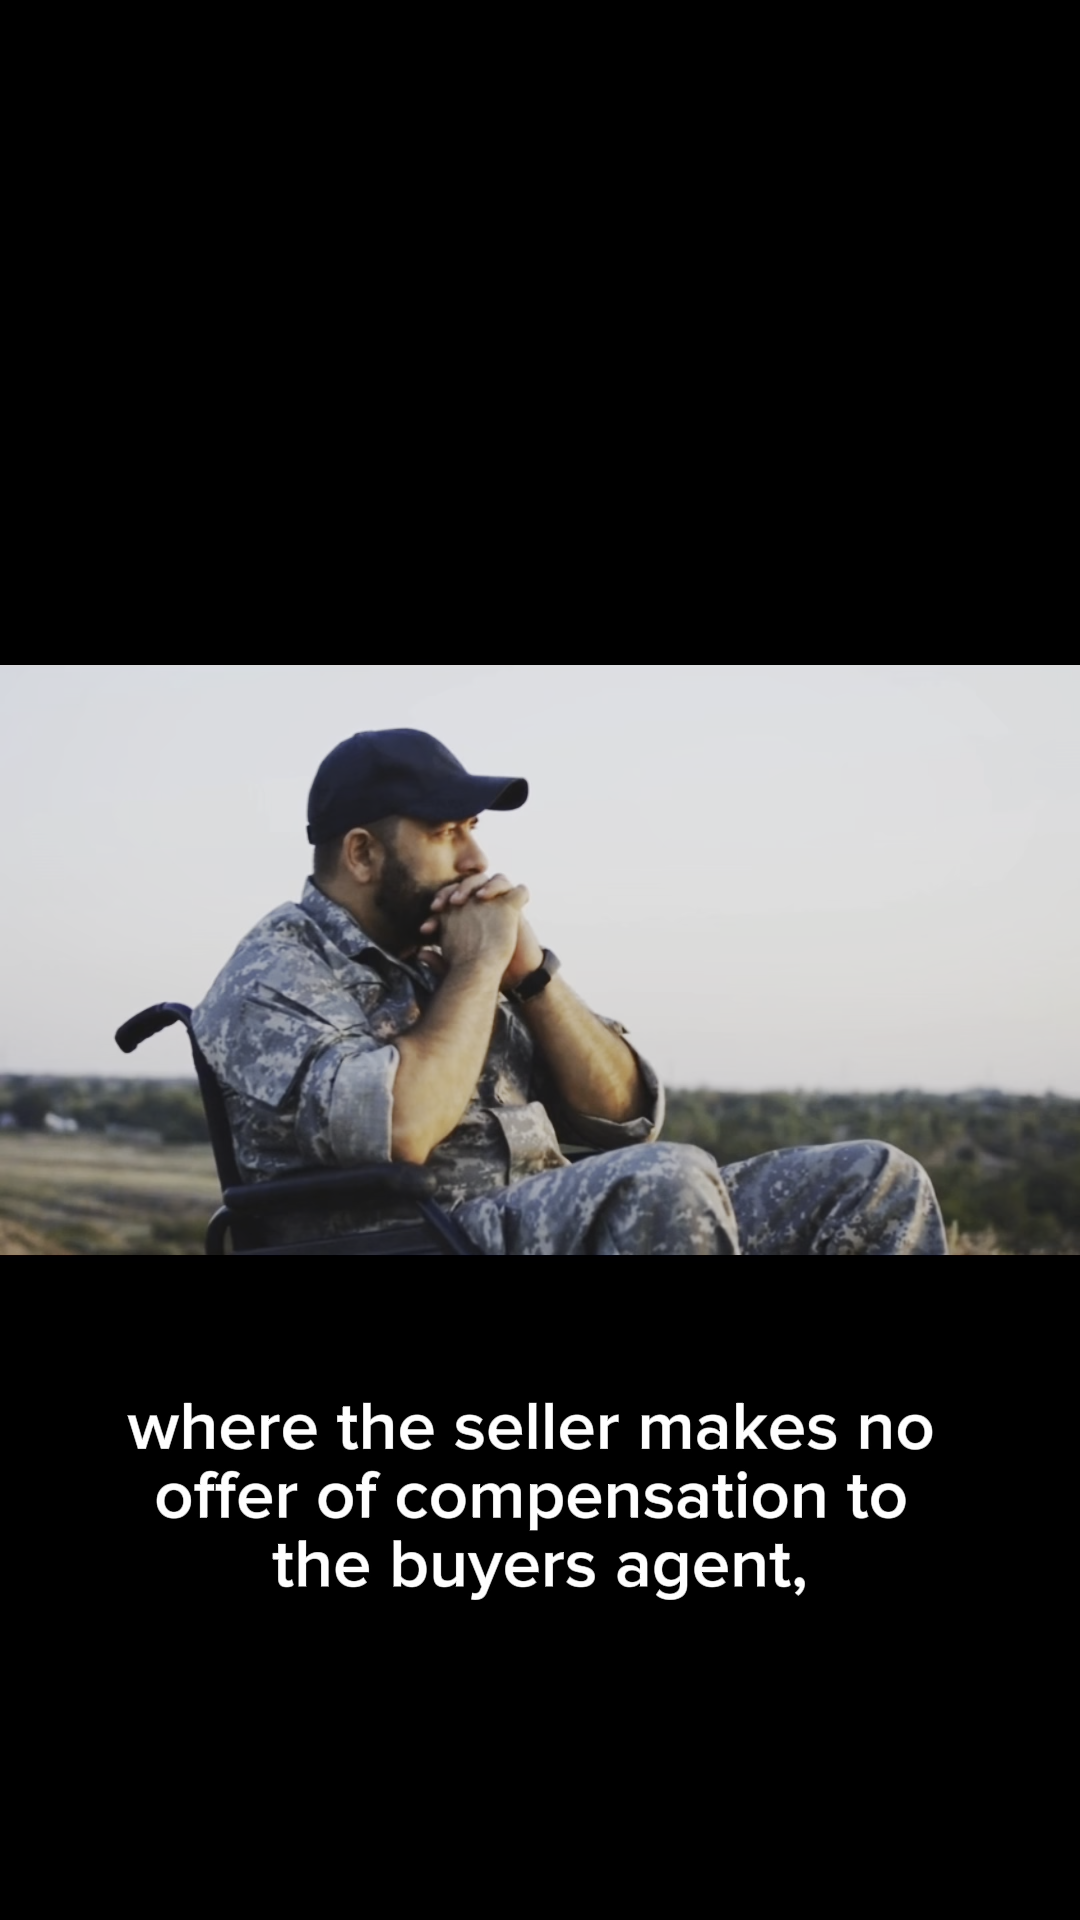 where the seller makes no
offer of compensation to
the buyers agent,